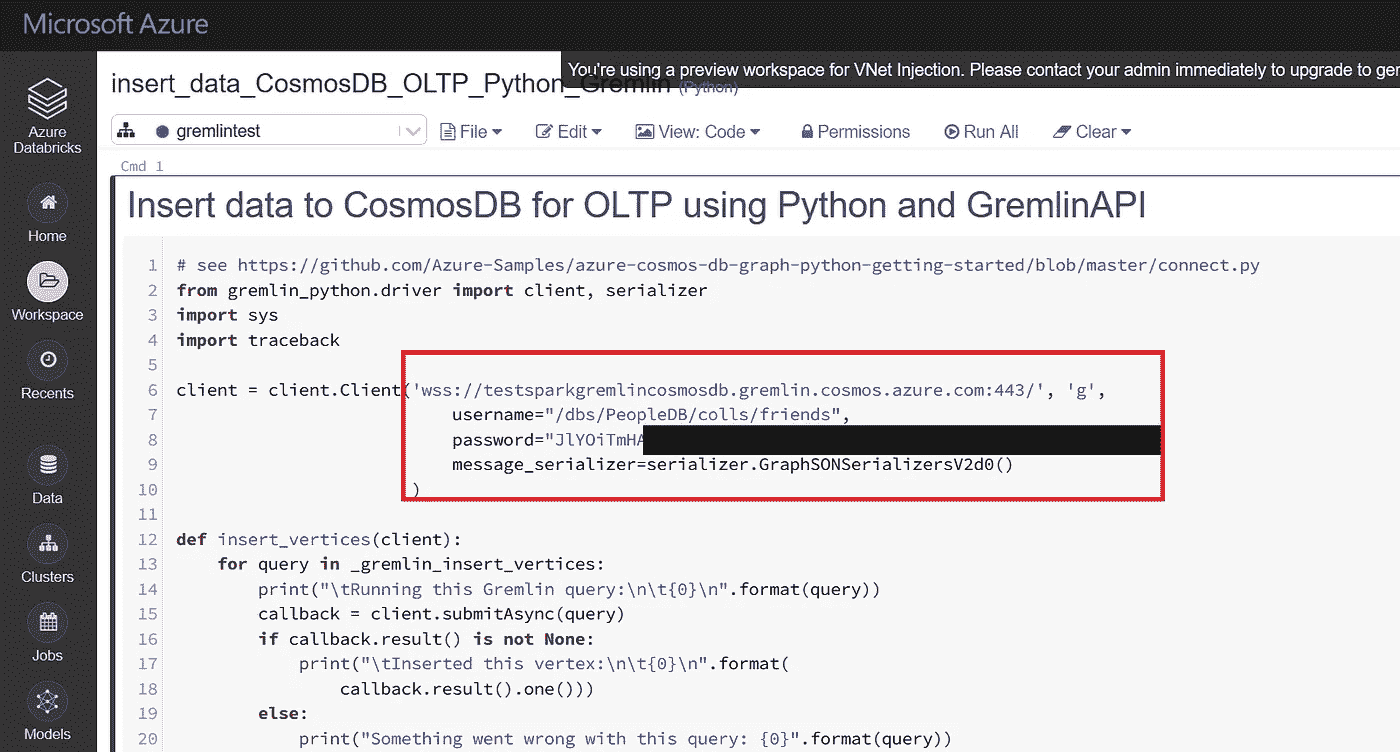 Microsoft Azure
You're using a preview workspace for VNet Injection. Please contact your admin immediately to upgrade to ger
insert_data_CosmosDB_OLTP_Python_Gremlin (Python)
Azure
Databricks
gremlintest
File
Edit
View: Code
Permissions
Run All
Clear
Home
Workspace
Recents
Data
Clusters
Jobs
Models
Cmd 1
Insert data to CosmosDB for OLTP using Python and GremlinAPI
1 # see https://github.com/Azure-Samples/azure-cosmos-db-graph-python-getting-started/blob/master/connect.py
2 from gremlin_python.driver import client, serializer
3 import sys
4 import traceback
5
6 client = client.Client('wss://testsparkgremlincosmosdb.gremlin.cosmos.azure.com:443/', 'g',
7 username="/dbs/PeopleDB/colls/friends",
8 password="JlYOiTmHA
9 message_serializer=serializer.GraphSONSerializersV2d0()
10 )
11
12 def insert_vertices(client):
13 for query in _gremlin_insert_vertices:
14 print("\tRunning this Gremlin query:\n\t{0}\n".format(query))
15 callback = client.submitAsync(query)
16 if callback.result() is not None:
17 print("\tInserted this vertex:\n\t{0}\n".format(
18 callback.result().one()))
19 else:
20 print("Something went wrong with this query: {0}".format(query))